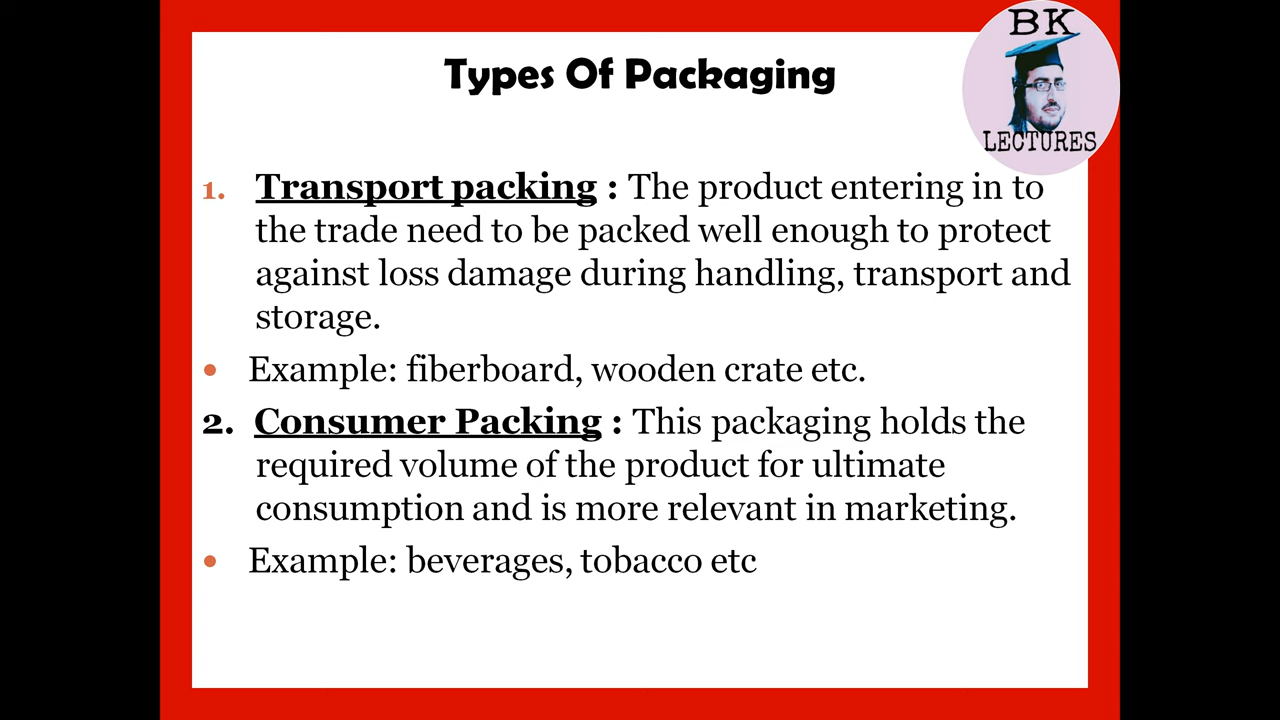 BK
LECTURES
Types Of Packaging
1. Transport packing : The product entering in to
the trade need to be packed well enough to protect
against loss damage during handling, transport and
storage.
• Example: fiberboard, wooden crate etc.
2. Consumer Packing : This packaging holds the
required volume of the product for ultimate
consumption and is more relevant in marketing.
• Example: beverages, tobacco etc